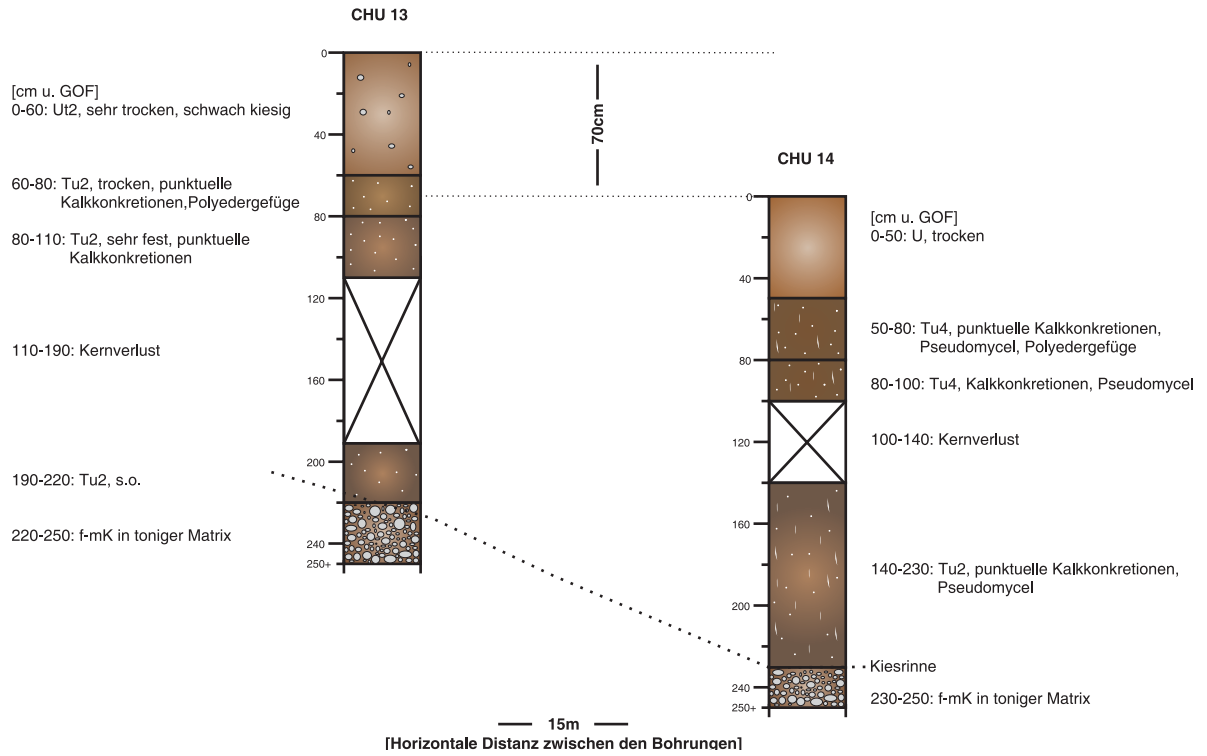 CHU 13
[cm u. GOF]
0-60: Ut2, sehr trocken, schwach kiesig
60-80: Tu2, trocken, punktuelle
Kalkkonkretionen,Polyedergefüge
80-110: Tu2, sehr fest, punktuelle
Kalkkonkretionen
110-190: Kernverlust
190-220: Tu2, s.o.
220-250: f-mK in toniger Matrix
0
40
80
120
160
200
240
250+
70cm
CHU 14
0
40
80
120
160
200
240
250+
[cm u. GOF]
0-50: U, trocken
50-80: Tu4, punktuelle Kalkkonkretionen,
Pseudomycel, Polyedergefüge
80-100: Tu4, Kalkkonkretionen, Pseudomycel
100-140: Kernverlust
140-230: Tu2, punktuelle Kalkkonkretionen,
Pseudomycel
Kiesrinne
230-250: f-mK in toniger Matrix
15m
[Horizontale Distanz zwischen den Bohrungen]